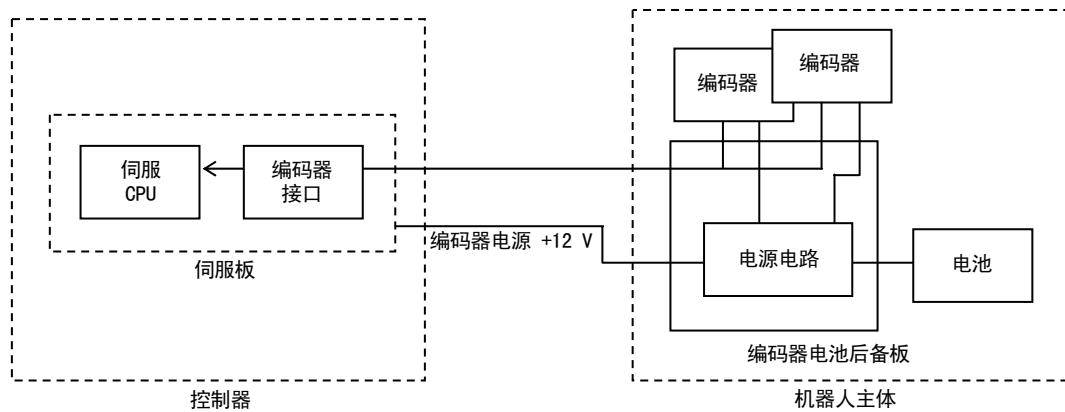 编码器
编码器
伺服
CPU
编码器
接口
编码器电源 +12 V
伺服板
电源电路
电池
编码器电池后备板
控制器
机器人主体